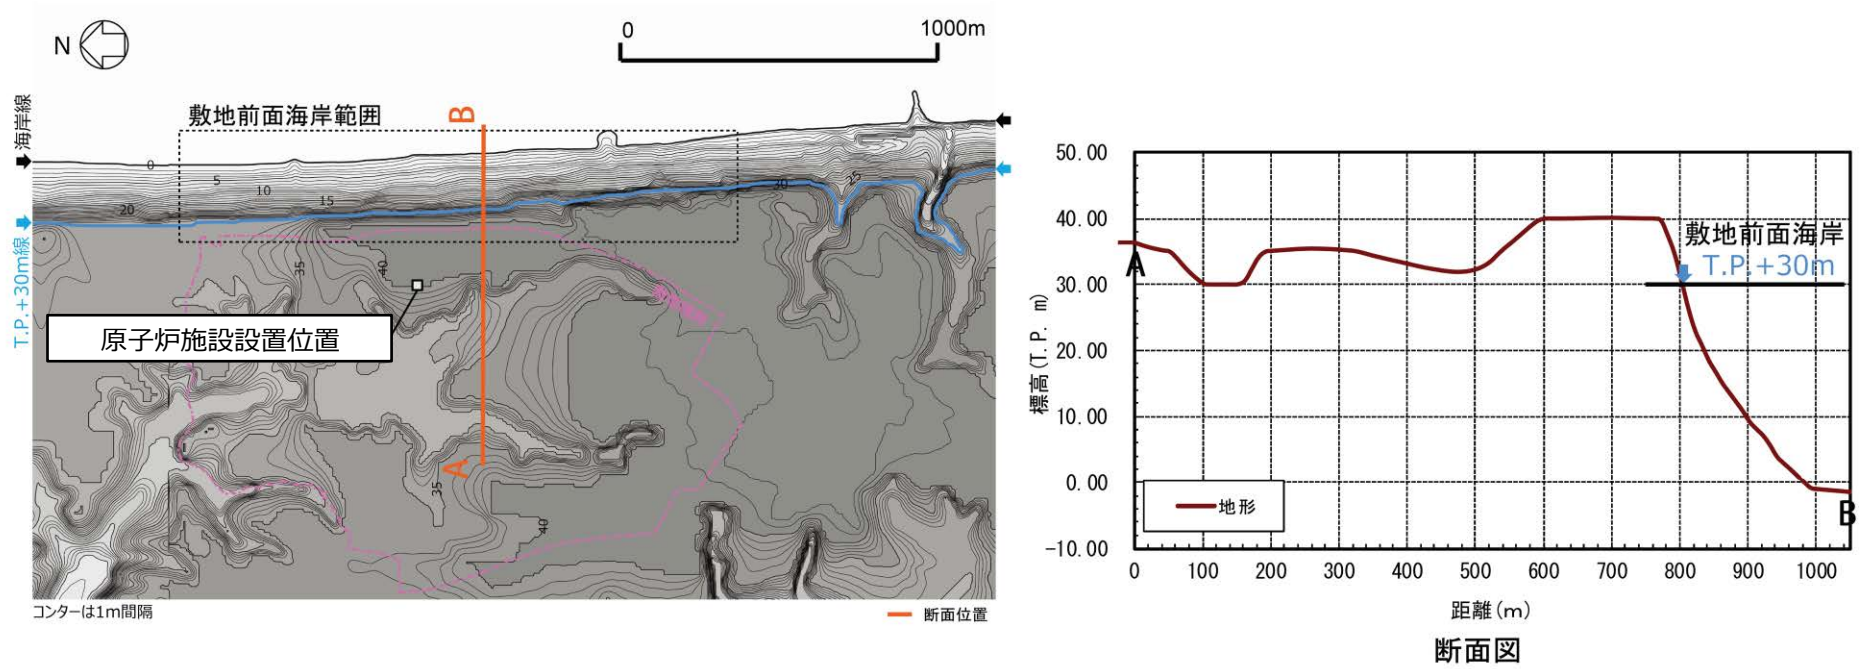 N
0 1000m
海岸線
敷地前面海岸範囲
B
0
5
10
15
20
25
30
T.P.+30m線
35
40
原子炉施設設置位置
A
35
40
コンターは1m間隔
断面位置
50.00
40.00
30.00
20.00
10.00
0.00
-10.00
標高(T.P. m)
A
敷地前面海岸
T.P.+30m
地形
B
0 100 200 300 400 500 600 700 800 900 1000
距離(m)
断面図